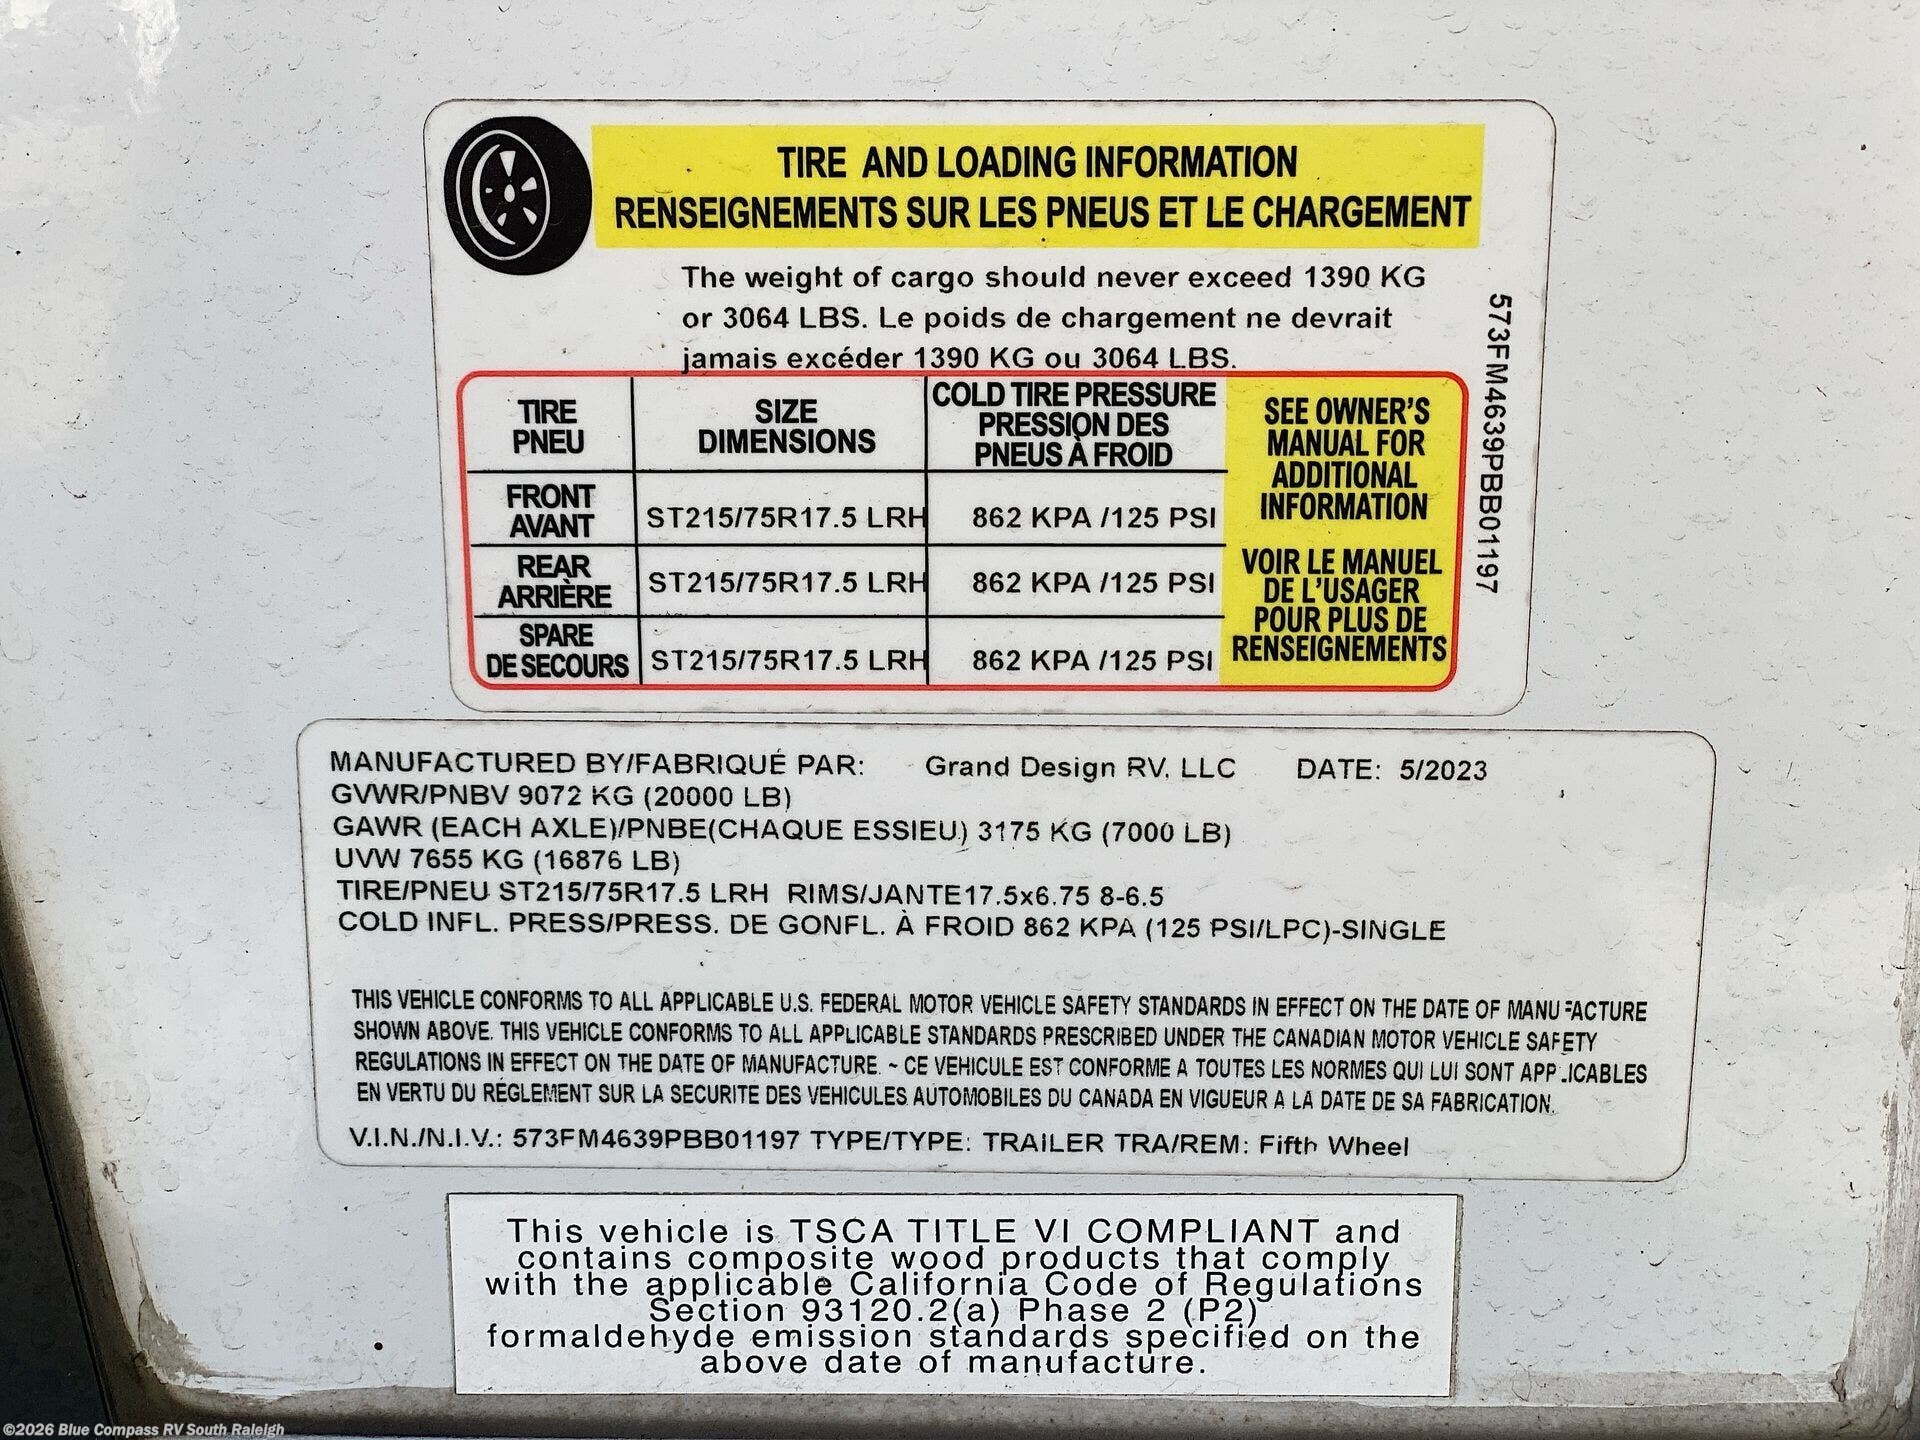 TIRE AND LOADING INFORMATION
RENSEIGNEMENTS SUR LES PNEUS ET LE CHARGEMENT
The weight of cargo should never exceed 1390 KG
or 3064 LBS. Le poids de chargement ne devrait
jamais excéder 1390 KG ou 3064 LBS.
TIRE
PNEU
SIZE
DIMENSIONS
COLD TIRE PRESSURE
PRESSION DES
PNEUS À FROID
FRONT
AVANT
ST215/75R17.5 LRH
862 KPA /125 PSI
REAR
ARRIÈRE
ST215/75R17.5 LRH
862 KPA /125 PSI
SPARE
DE SECOURS
ST215/75R17.5 LRH
862 KPA /125 PSI
SEE OWNER'S
MANUAL FOR
ADDITIONAL
INFORMATION
VOIR LE MANUEL
DE L'USAGER
POUR PLUS DE
RENSEIGNEMENTS
573FM4639PBB01197
MANUFACTURED BY/FABRIQUÉ PAR: Grand Design RV, LLC DATE: 5/2023
GVWR/PNBV 9072 KG (20000 LB)
GAWR (EACH AXLE)/PNBE(CHAQUE ESSIEU) 3175 KG (7000 LB)
UVW 7655 KG (16876 LB)
TIRE/PNEU ST215/75R17.5 LRH RIMS/JANTE17.5x6.75 8-6.5
COLD INFL. PRESS/PRESS. DE GONFL. À FROID 862 KPA (125 PSI/LPC)-SINGLE
THIS VEHICLE CONFORMS TO ALL APPLICABLE U.S. FEDERAL MOTOR VEHICLE SAFETY STANDARDS IN EFFECT ON THE DATE OF MANUFACTURE
SHOWN ABOVE. THIS VEHICLE CONFORMS TO ALL APPLICABLE STANDARDS PRESCRIBED UNDER THE CANADIAN MOTOR VEHICLE SAFETY
REGULATIONS IN EFFECT ON THE DATE OF MANUFACTURE. ~ CE VEHICULE EST CONFORME A TOUTES LES NORMES QUI LUI SONT APPLICABLES
EN VERTU DU RÉGLEMENT SUR LA SECURITE DES VEHICULES AUTOMOBILES DU CANADA EN VIGUEUR A LA DATE DE SA FABRICATION.
V.I.N./N.I.V.: 573FM4639PBB01197 TYPE/TYPE: TRAILER TRA/REM: Fifth Wheel
This vehicle is TSCA TITLE VI COMPLIANT and
contains composite wood products that comply
with the applicable California Code of Regulations
Section 93120.2(a) Phase 2 (P2)
formaldehyde emission standards specified on the
above date of manufacture.
©2026 Blue Compass RV South Raleigh